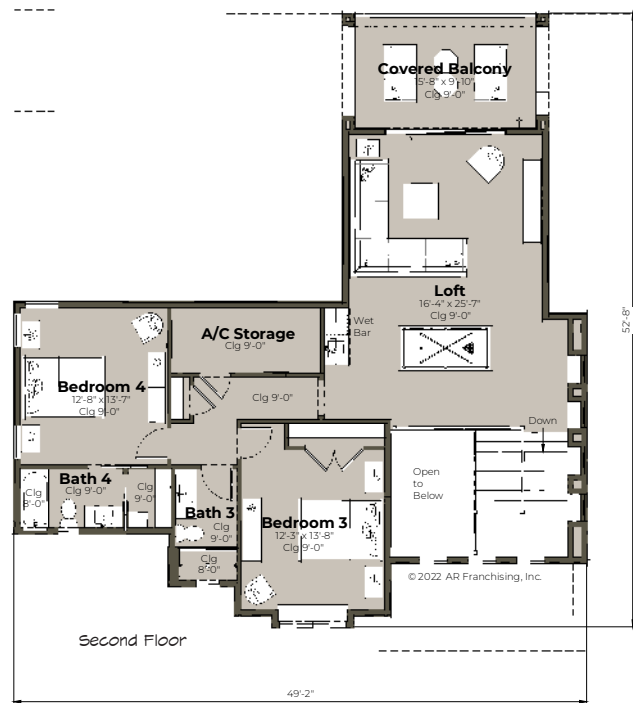 Covered Balcony
15'-8" x 9'-10"
Clg 9'-0"
Loft
16'-4" x 25'-7"
Clg 9'-0"
Wet
Bar
52'-8"
A/C Storage
Clg 9'-0"
Bedroom 4
12'-8" x 13'-7"
Clg 9'-0"
Clg 9'-0"
Down
Open
to
Below
Bath 4
Clg 9'-0"
Clg
8'-0"
Clg
9'-0"
Bath 3
Clg
9'-0"
Bedroom 3
12'-3" x 13'-8"
Clg 9'-0"
Clg
8'-0"
© 2022 AR Franchising, Inc.
Second Floor
49'-2"